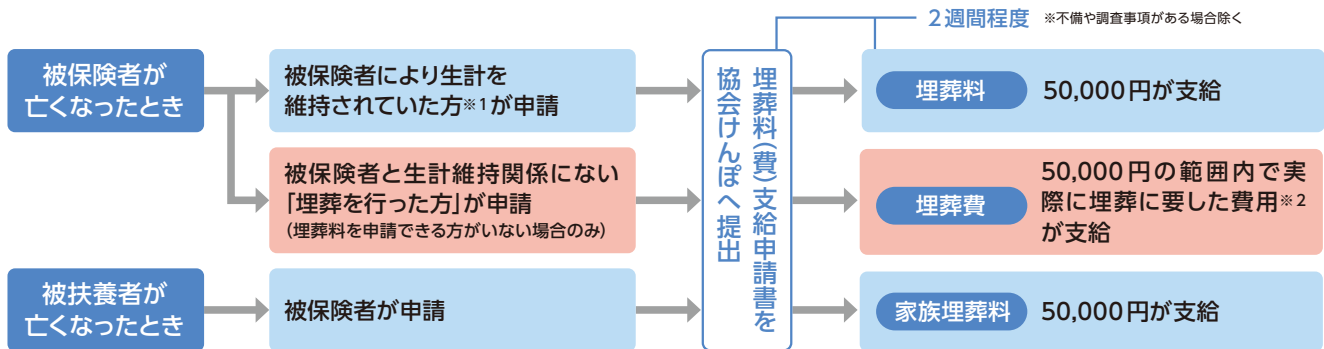 2週間程度 ※不備や調査事項がある場合除く
被保険者が
亡くなったとき
被保険者により生計を
維持されていた方※1が申請
埋葬料(費)支給申請書を
協会けんぽへ提出
埋葬料 50,000円が支給
被保険者と生計維持関係にない
「埋葬を行った方」が申請
(埋葬料を申請できる方がいない場合のみ)
埋葬費
50,000円の範囲内で実
際に埋葬に要した費用※2
が支給
被扶養者が
亡くなったとき
被保険者が申請
家族埋葬料 50,000円が支給